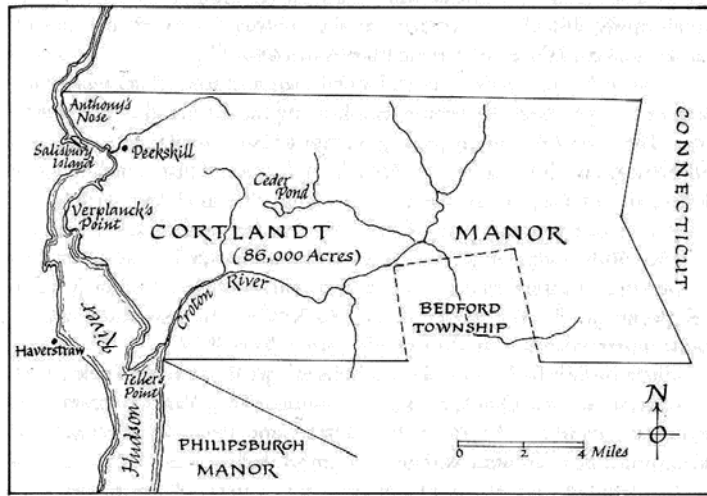 Anthony's
Nose
Salisbury
Island
Peekskill
CONNECTICUT
Ceder
Pond
Verplanck's
Point
CORTLANDT MANOR
(86,000 Acres)
Croton River
BEDFORD
TOWNSHIP
Haverstraw
Hudson River
Teller's
Point
N
PHILIPSBURGH
MANOR
0 2 4 Miles